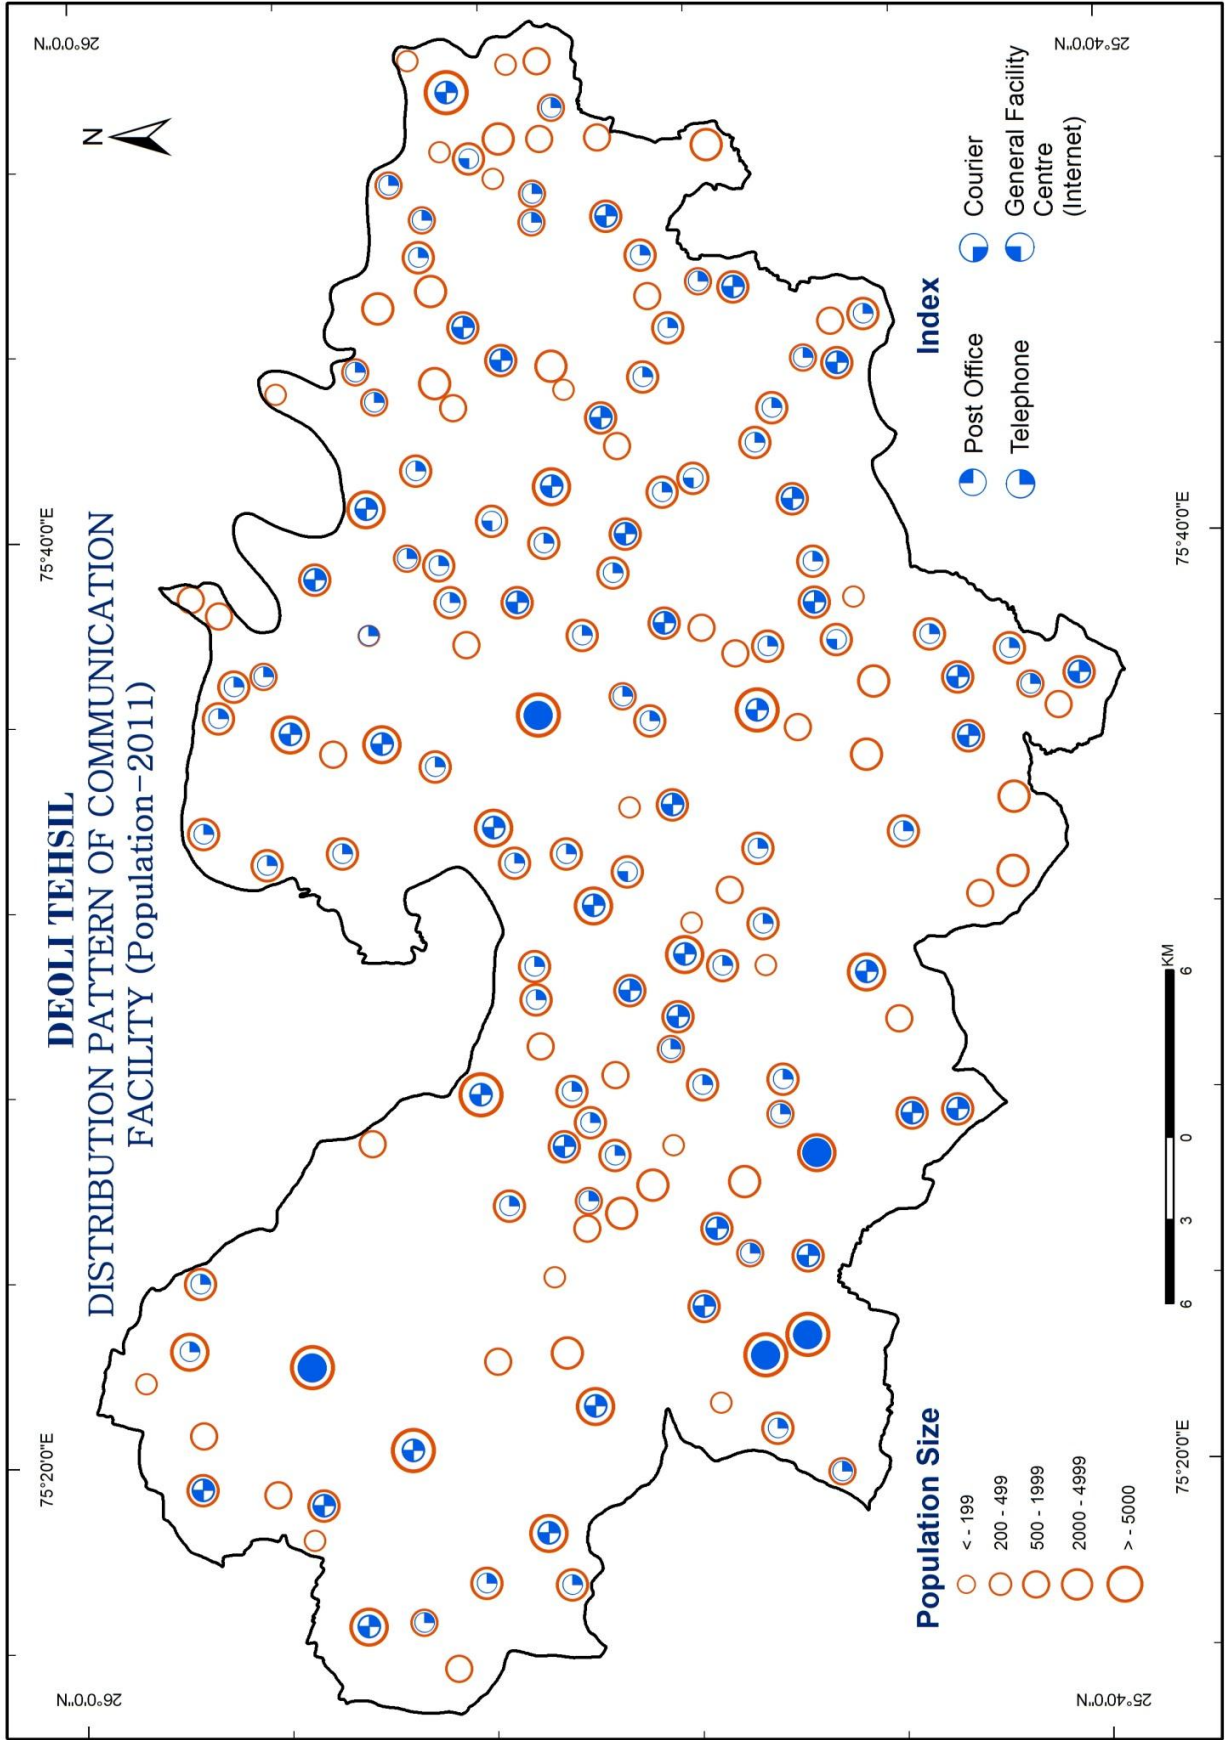 DEOLI TEHSIL
DISTRIBUTION PATTERN OF COMMUNICATION
FACILITY (Population-2011)
75°20'0"E
75°40'0"E
26°0'0"N
26°0'0"N
N
25°40'0"N
25°40'0"N
75°20'0"E
75°40'0"E
Population Size
< - 199
200 - 499
500 - 1999
2000 - 4999
> - 5000
6
3
0
6
KM
Index
Post Office
Courier
Telephone
General Facility
Centre
(Internet)